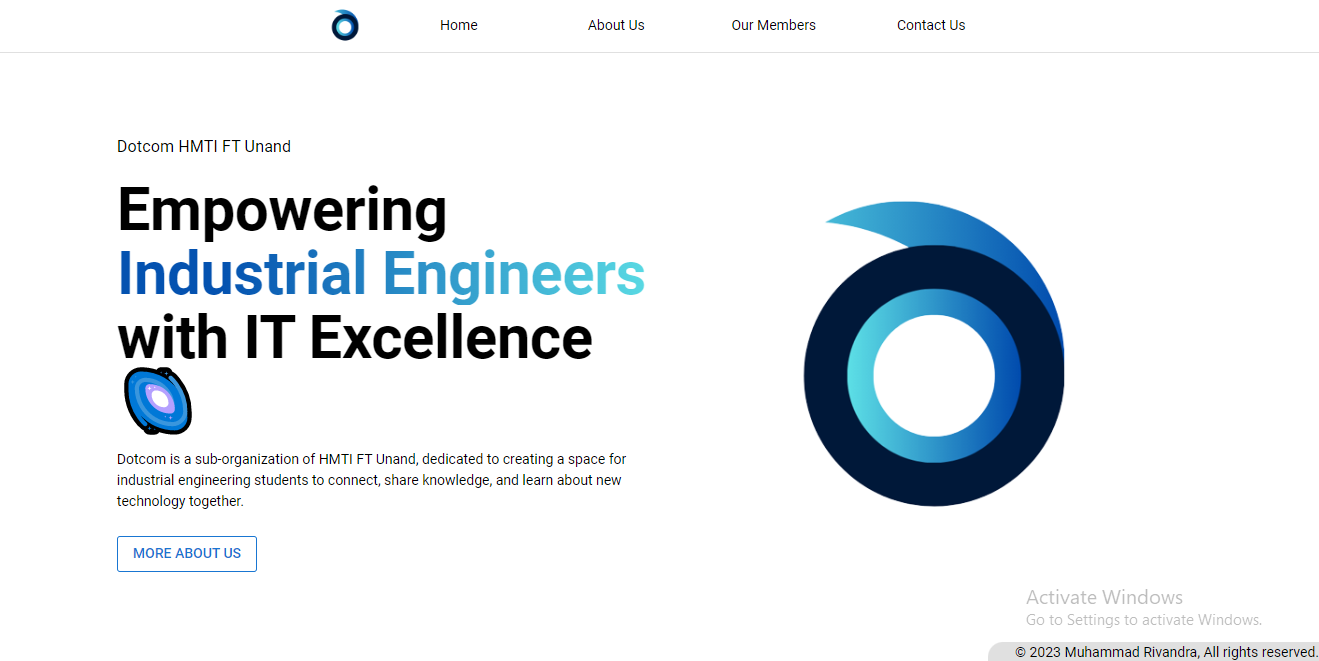 Home
About Us
Our Members
Contact Us
Dotcom HMTI FT Unand
Empowering
Industrial Engineers
with IT Excellence
Dotcom is a sub-organization of HMTI FT Unand, dedicated to creating a space for
industrial engineering students to connect, share knowledge, and learn about new
technology together.
MORE ABOUT US
Activate Windows
Go to Settings to activate Windows.
© 2023 Muhammad Rivandra, All rights reserved.